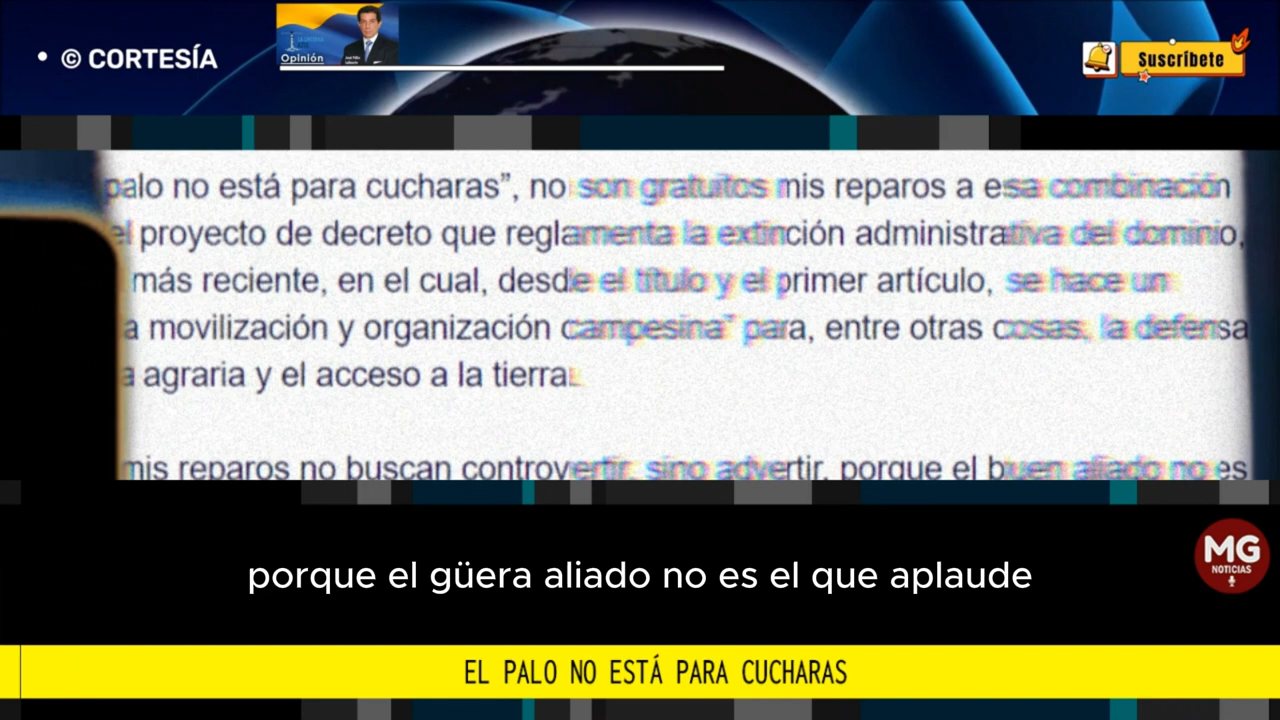 • © CORTESÍA
Opinión
Suscríbete
palo no está para cucharas”, no son gratuitos mis reparos a esa combinación
el proyecto de decreto que reglamenta la extinción administrativa del dominio,
más reciente, en el cual, desde el título y el primer artículo, se hace un
a movilización y organización campesina” para, entre otras cosas, la defensa
a agraria y el acceso a la tierra.
mis reparos no buscan controvertir, sino advertir, porque el buen aliado no es
MG
NOTICIAS
porque el güera aliado no es el que aplaude
EL PALO NO ESTÁ PARA CUCHARAS